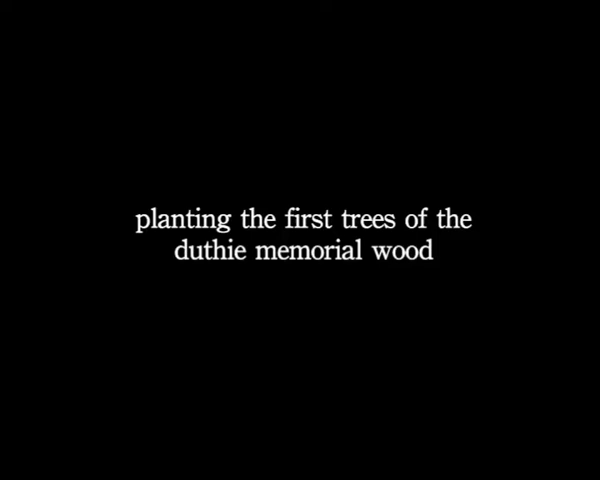 planting the first trees of the
duthie memorial wood